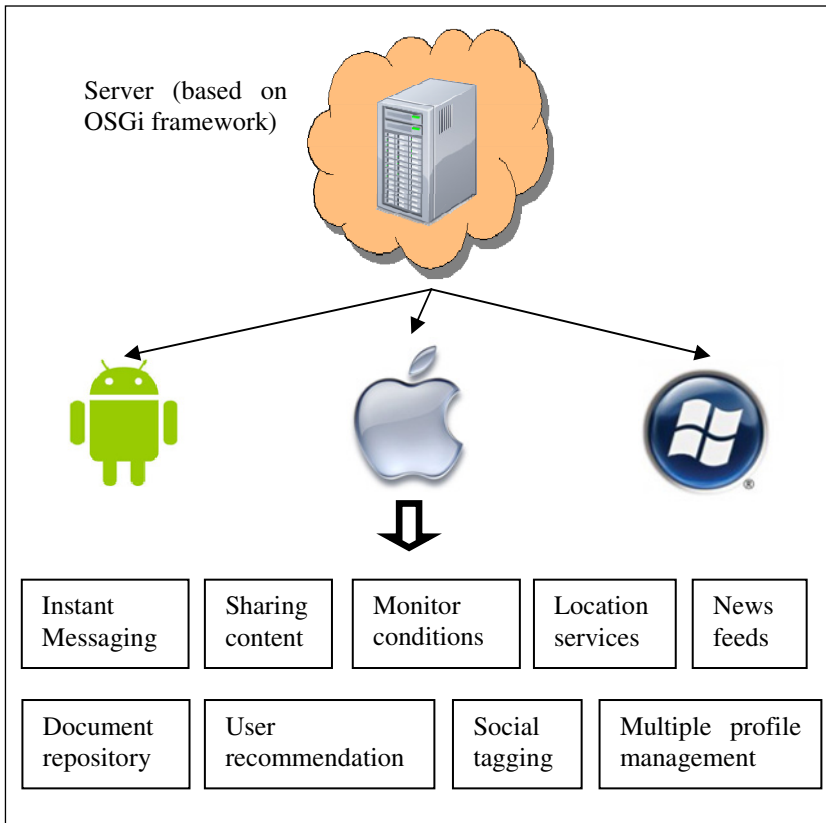 Server (based on
OSGi framework)
®
Instant
Messaging
Sharing
content
Monitor
conditions
Location
services
News
feeds
Document
repository
User
recommendation
Social
tagging
Multiple profile
management